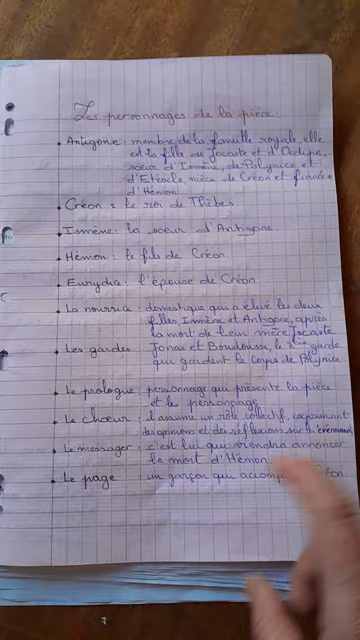 Les personnages de la pièce :
Antigone : membre de la famille royale, elle
est la fille de Jocaste et d'Oedipe,
soeur d'Ismène, de Polynice et
d'Etéocle, nièce de Créon et fiancée
d'Hémon
Créon : le roi de Thèbes
Ismène : la soeur d'Antigone
Hémon : le fils de Créon
Eurydice : l'épouse de Créon
La nourrice : domestique qui a élevé les deux
filles, Ismène et Antigone, après
la mort de leur mère Jocaste
Les gardes : Jonas et Boudousse, le garde
qui gardent le corps de Polynice
Le prologue : personnage qui présente la pièce
et les personnages
Le choeur : il assume un rôle collectif, exprimant
des opinions et des réflexions sur l'événement
Le messager : c'est lui qui viendra annoncer
la mort d'Hémon
Le page un garçon qui Créon